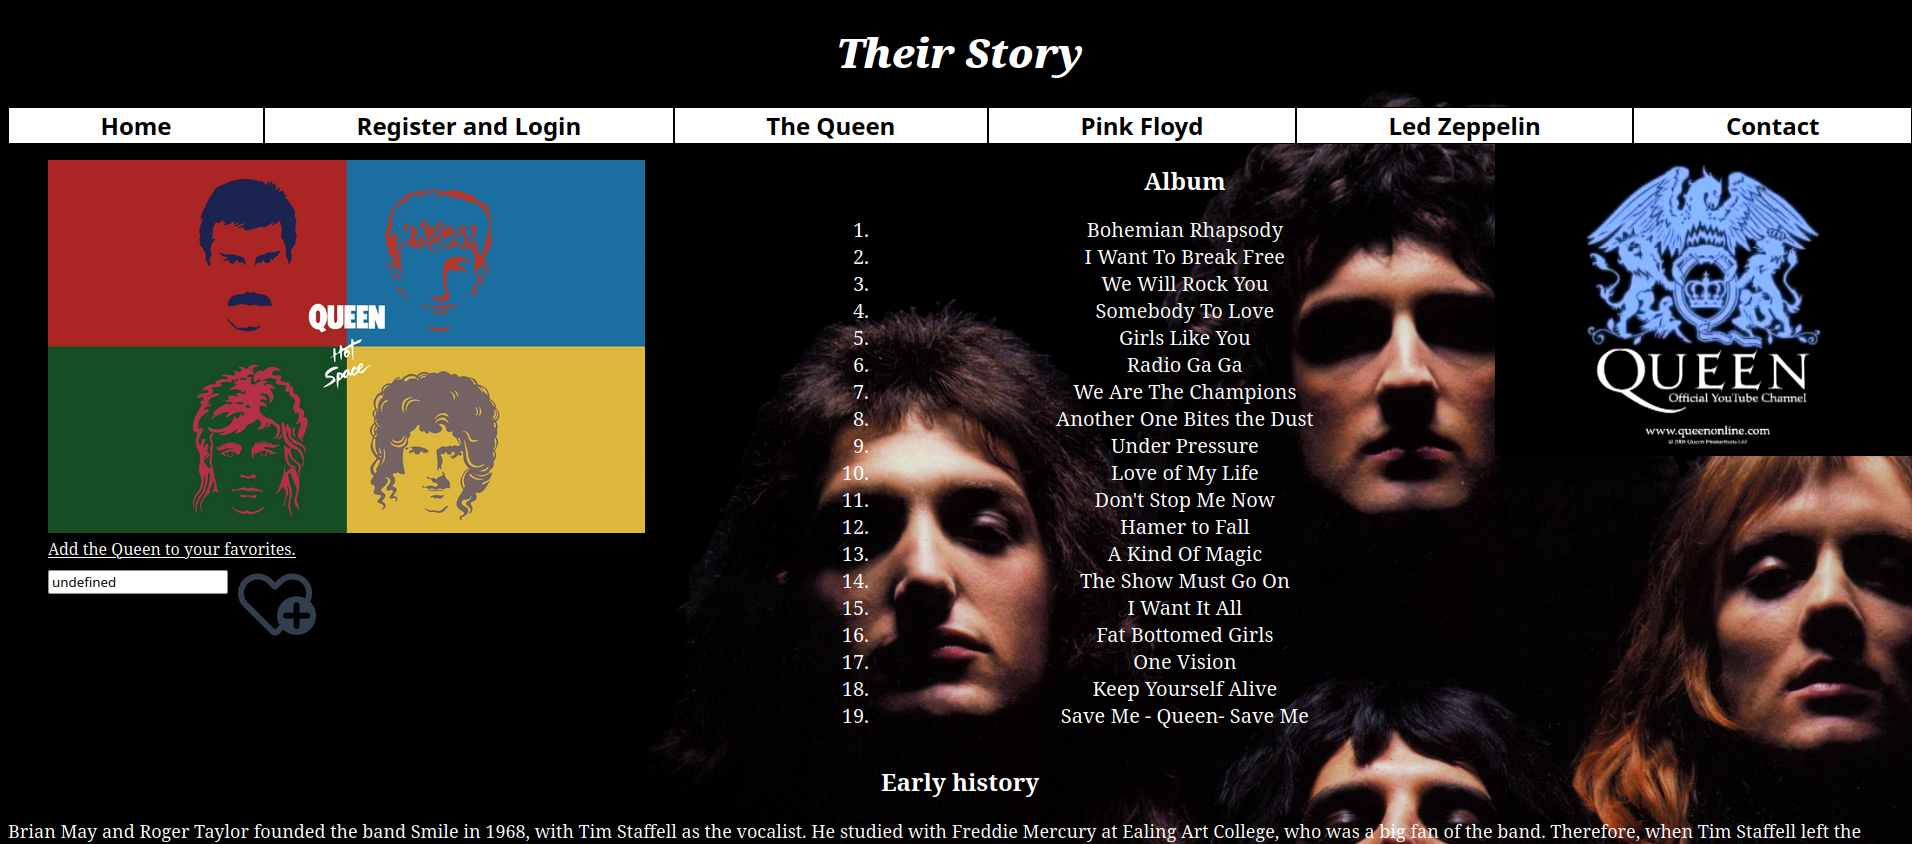 Their Story
Home Register and Login The Queen Pink Floyd Led Zeppelin Contact
QUEEN
Hot
Space
Add the Queen to your favorites.
undefined
Album
1. Bohemian Rhapsody
2. I Want To Break Free
3. We Will Rock You
4. Somebody To Love
5. Girls Like You
6. Radio Ga Ga
7. We Are The Champions
8. Another One Bites the Dust
9. Under Pressure
10. Love of My Life
11. Don't Stop Me Now
12. Hamer to Fall
13. A Kind Of Magic
14. The Show Must Go On
15. I Want It All
16. Fat Bottomed Girls
17. One Vision
18. Keep Yourself Alive
19. Save Me - Queen- Save Me
QUEEN
Official YouTube Channel
www.queenonline.com
© 2008 Queen Productions Ltd
Early history
Brian May and Roger Taylor founded the band Smile in 1968, with Tim Staffell as the vocalist. He studied with Freddie Mercury at Ealing Art College, who was a big fan of the band. Therefore, when Tim Staffell left the